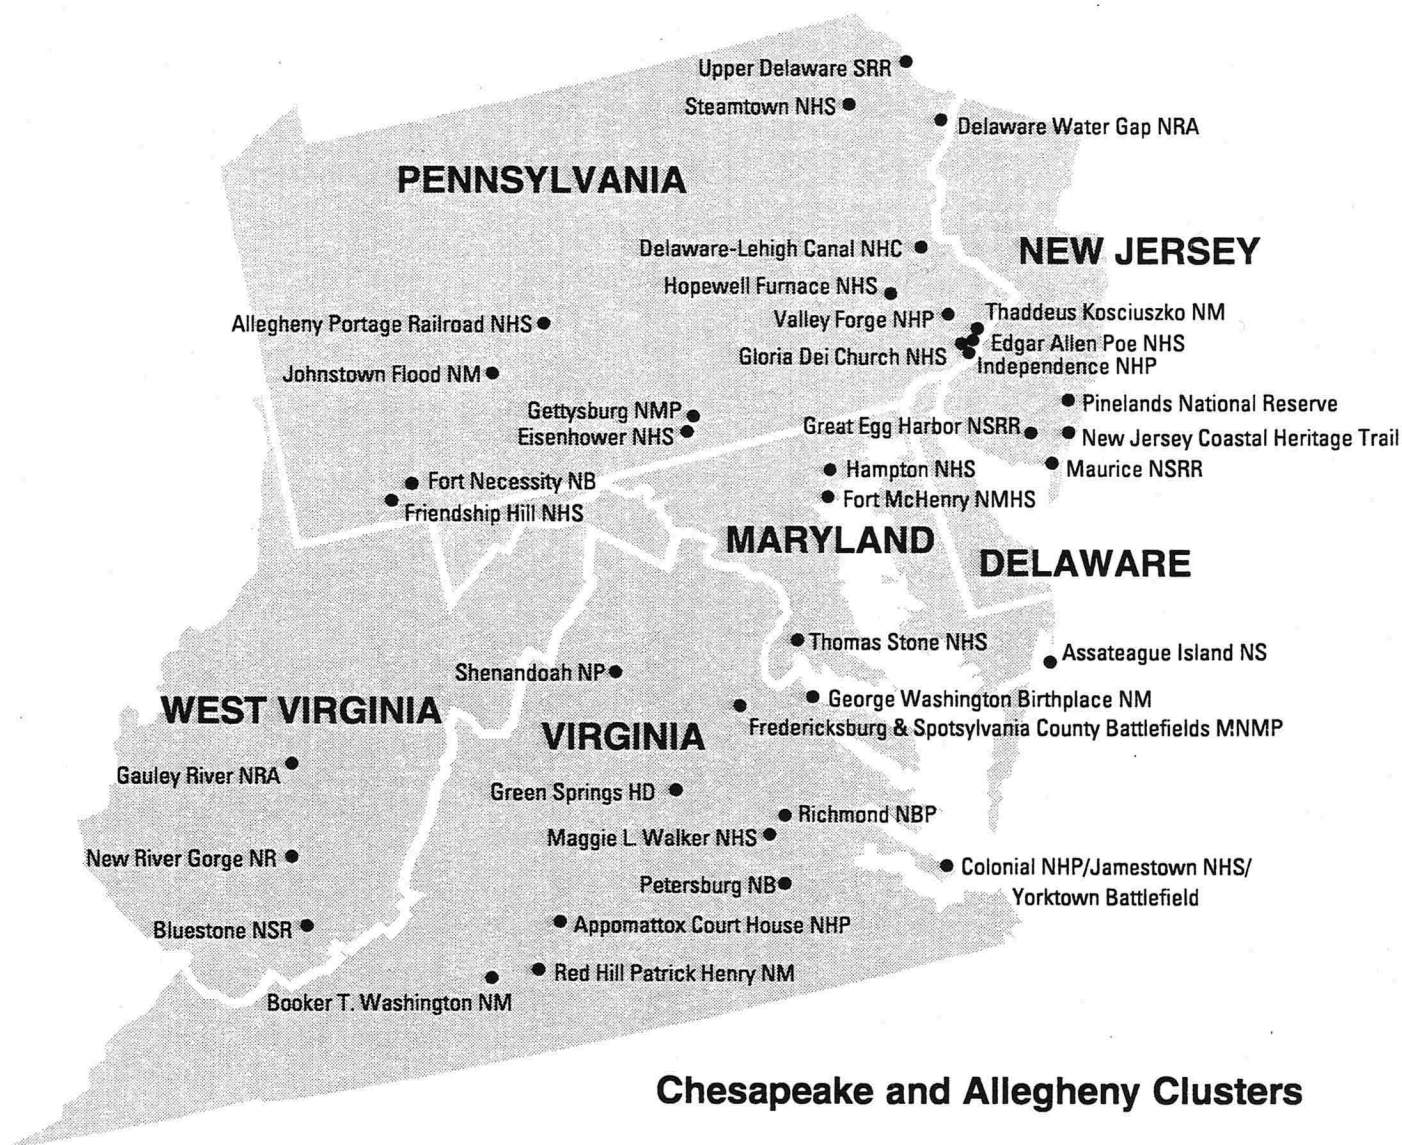 Upper Delaware SRR
Steamtown NHS
Delaware Water Gap NRA
PENNSYLVANIA
Delaware-Lehigh Canal NHC
NEW JERSEY
Hopewell Furnace NHS
Thaddeus Kosciuszko NM
Valley Forge NHP
Allegheny Portage Railroad NHS
Edgar Allen Poe NHS
Gloria Dei Church NHS
Independence NHP
Johnstown Flood NM
Pinelands National Reserve
Gettysburg NMP
Great Egg Harbor NSRR
Eisenhower NHS
New Jersey Coastal Heritage Trail
Hampton NHS
Maurice NSRR
Fort Necessity NB
Fort McHenry NMHS
Friendship Hill NHS
MARYLAND
DELAWARE
Thomas Stone NHS
Assateague Island NS
Shenandoah NP
George Washington Birthplace NM
WEST VIRGINIA
Fredericksburg & Spotsylvania County Battlefields MNMP
VIRGINIA
Gauley River NRA
Green Springs HD
Richmond NBP
Maggie L. Walker NHS
New River Gorge NR
Colonial NHP/Jamestown NHS/
Yorktown Battlefield
Petersburg NB
Bluestone NSR
Appomattox Court House NHP
Red Hill Patrick Henry NM
Booker T. Washington NM
Chesapeake and Allegheny Clusters